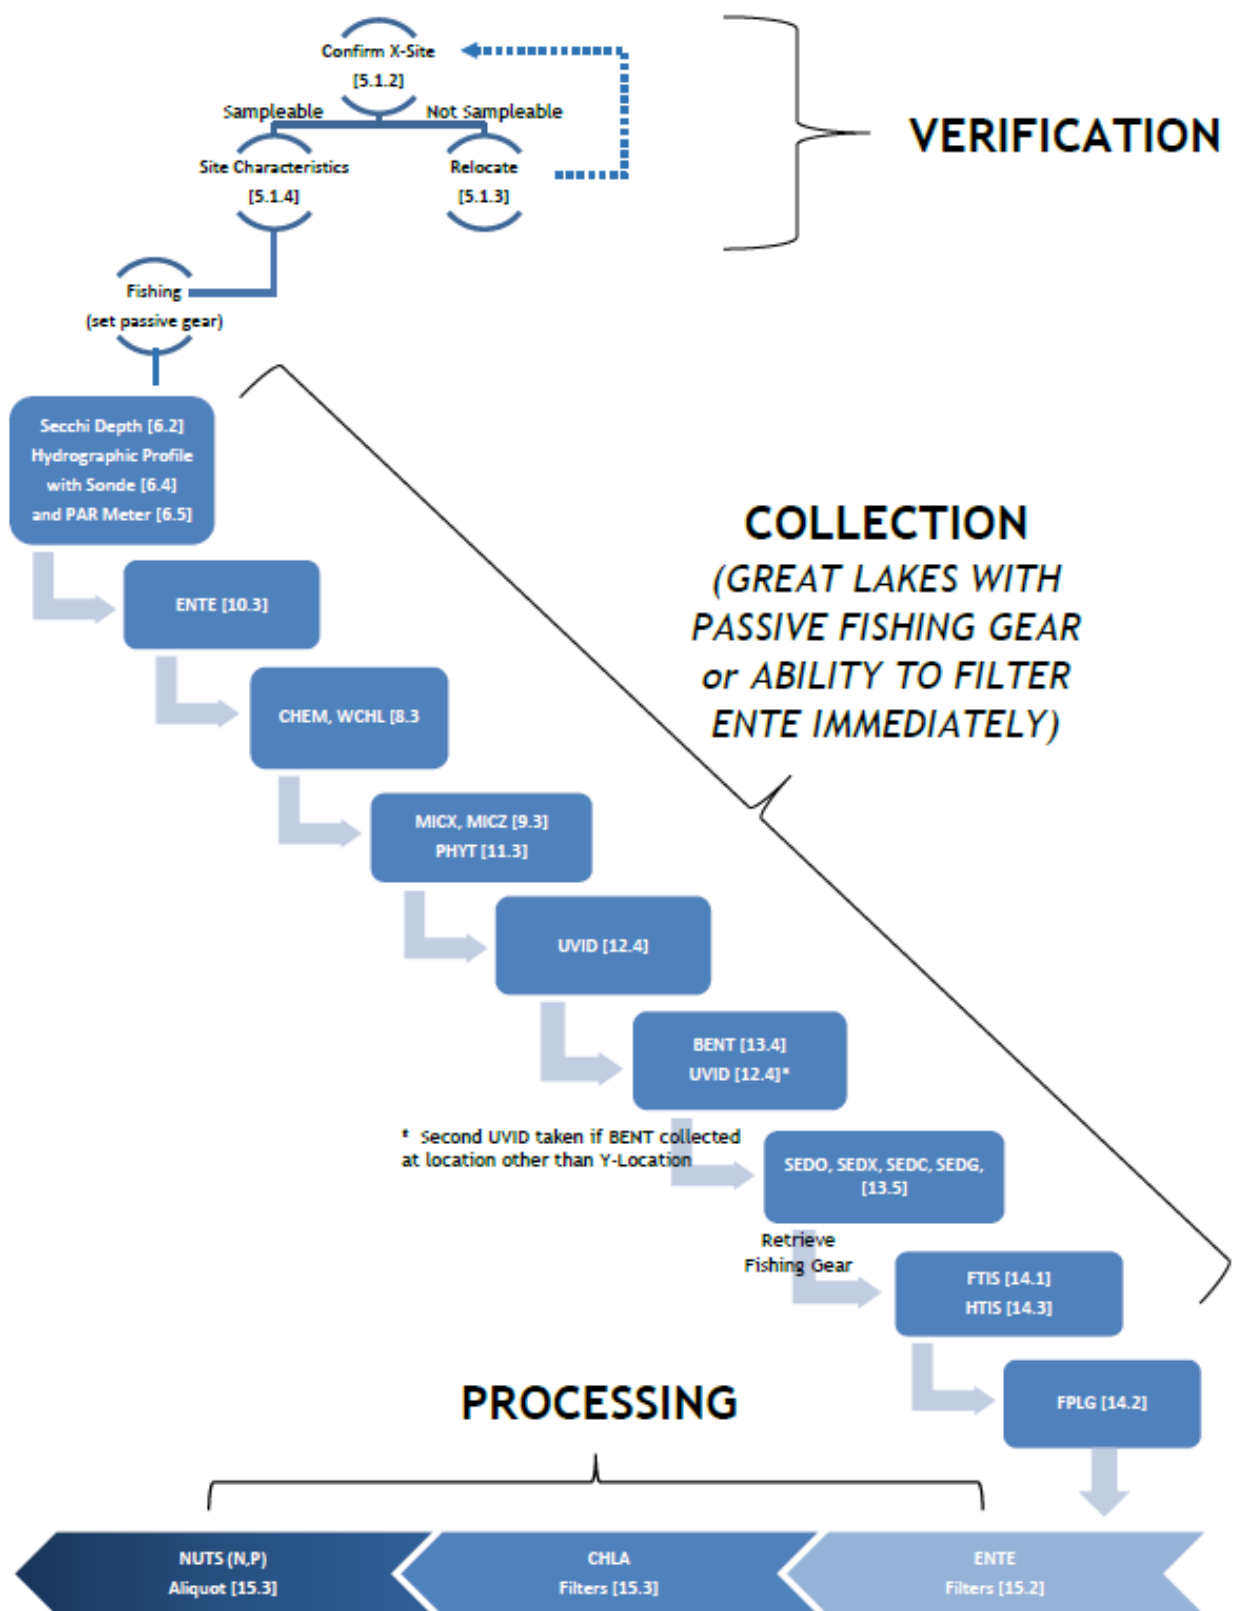 Confirm X-Site
[5.1.2]
Sampleable
Not Sampleable
VERIFICATION
Site Characteristics
[5.1.4]
Relocate
[5.1.3]
Fishing
(set passive gear)
Secchi Depth [6.2]
Hydrographic Profile
with Sonde [6.4]
and PAR Meter [6.5]
COLLECTION
(GREAT LAKES WITH
PASSIVE FISHING GEAR
or ABILITY TO FILTER
ENTE IMMEDIATELY)
ENTE [10.3]
CHEM, WCHL [8.3
MICX, MICZ [9.3]
PHYT [11.3]
UVID [12.4]
BENT [13.4]
UVID [12.4]*
* Second UVID taken if BENT collected
at location other than Y-Location
SEDO, SEDX, SEDC, SEDG,
[13.5]
Retrieve
Fishing Gear
FTIS [14.1]
HTIS [14.3]
FPLG [14.2]
PROCESSING
NUTS (N,P)
Aliquot [15.3]
CHLA
Filters [15.3]
ENTE
Filters [15.2]